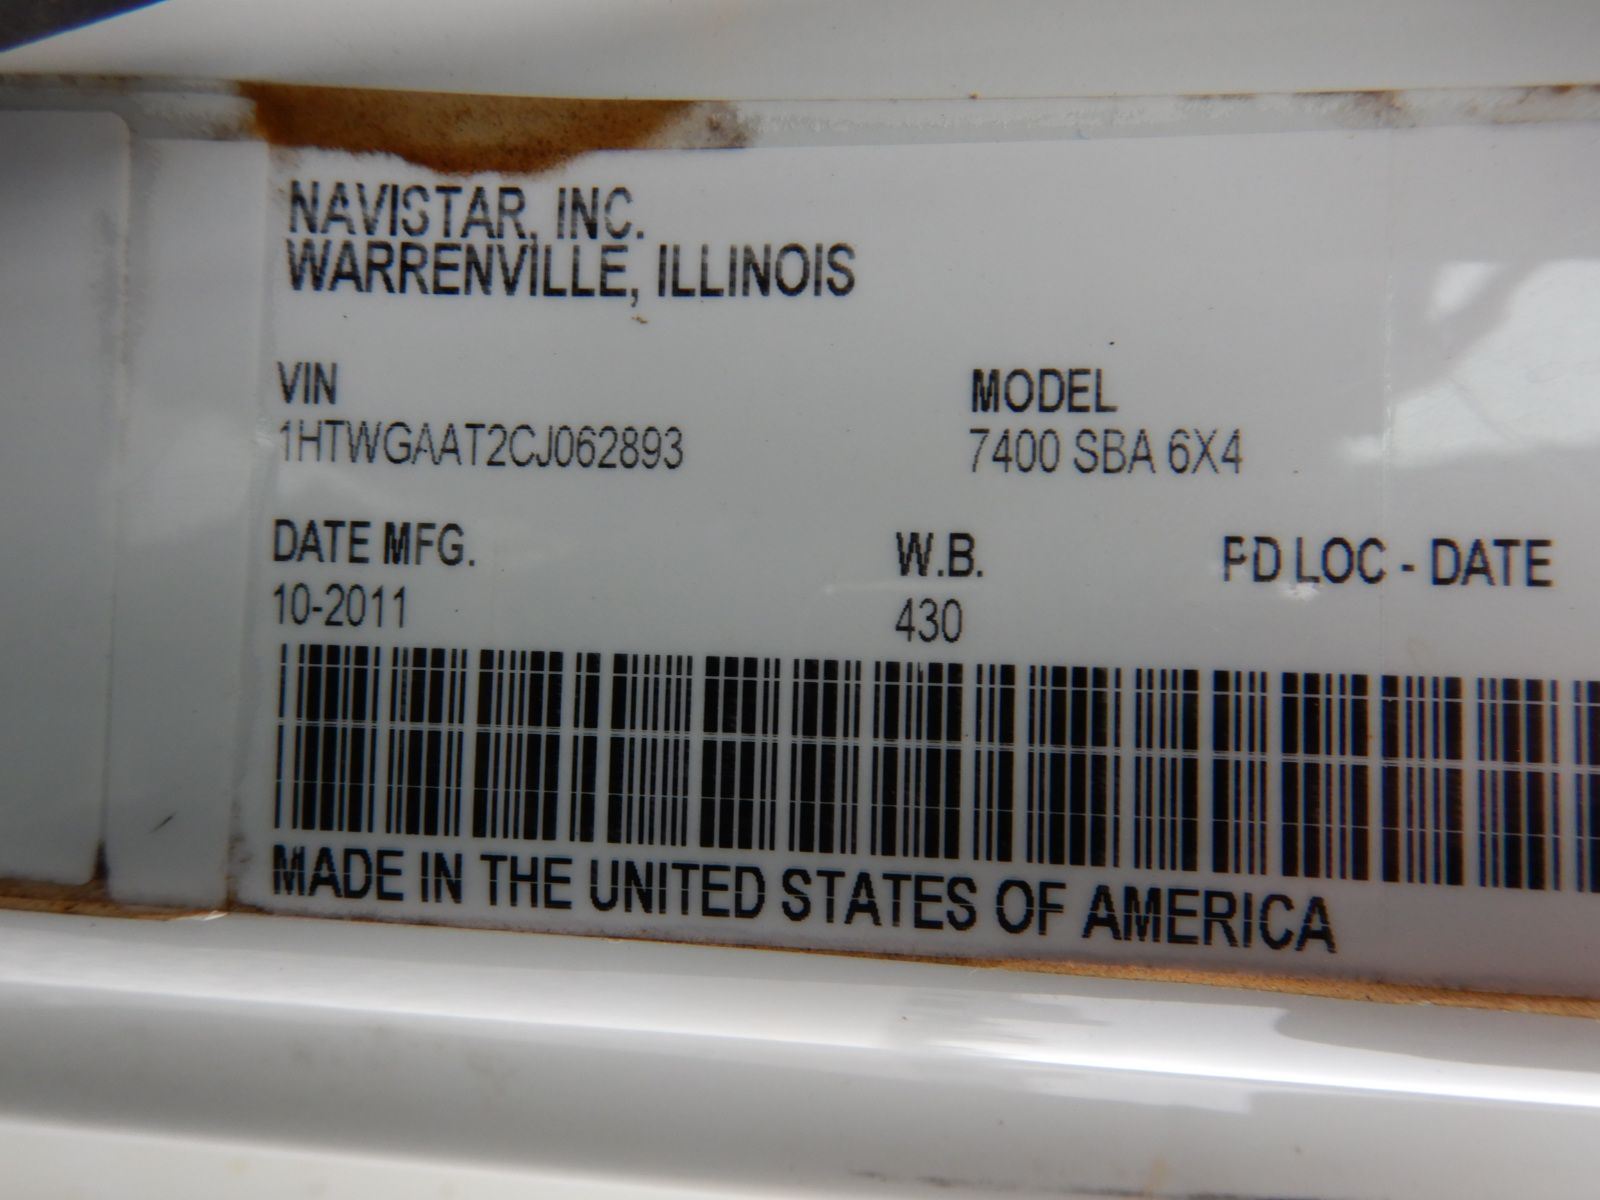 NAVISTAR, INC.
WARRENVILLE, ILLINOIS
VIN
1HTWGAAT2CJ062893
MODEL
7400 SBA 6X4
DATE MFG.
10-2011
W.B.
430
PD LOC - DATE
MADE IN THE UNITED STATES OF AMERICA